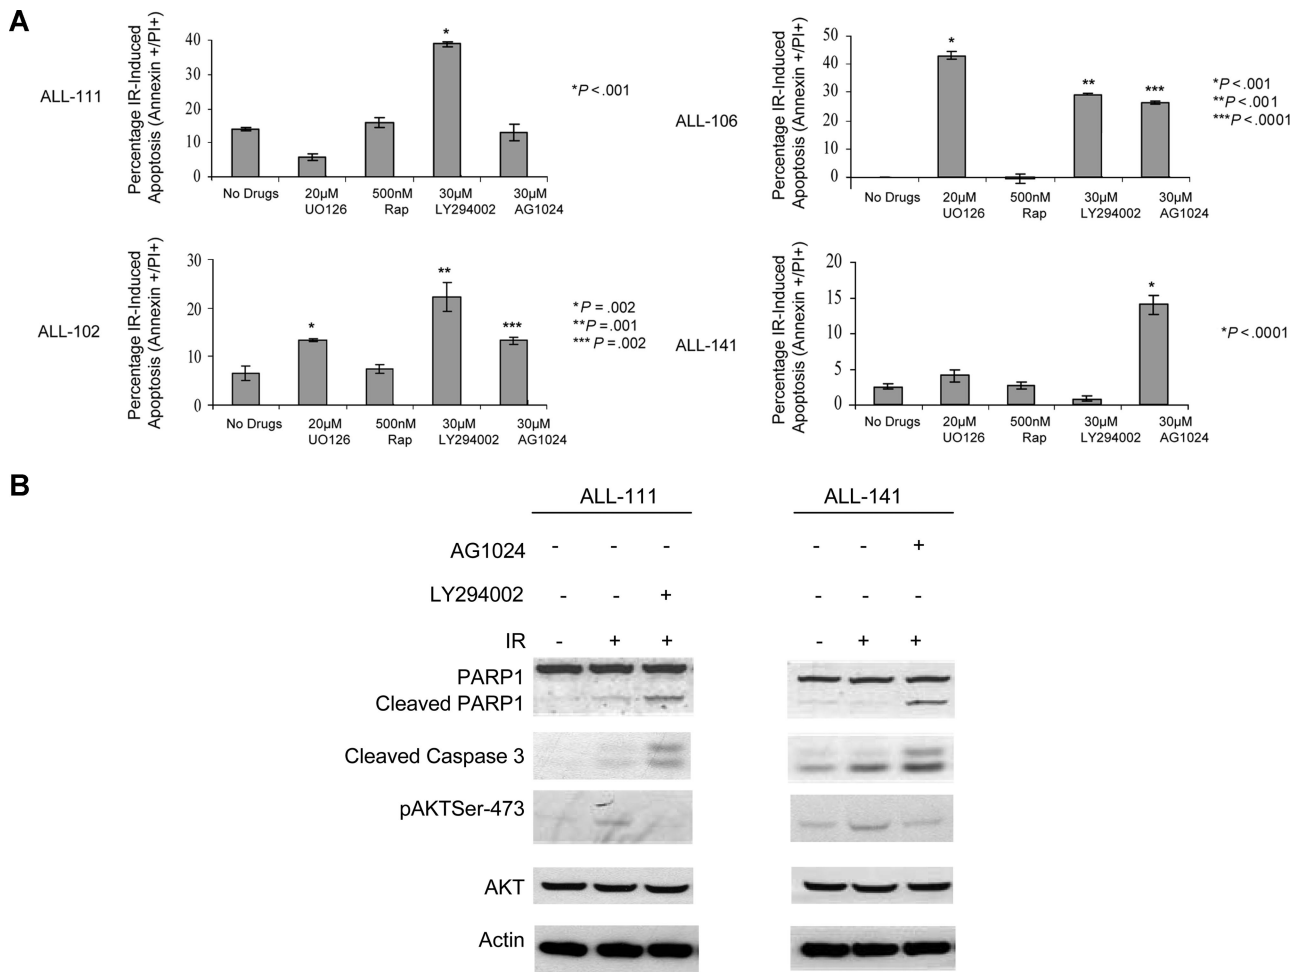 A
ALL-111
Percentage IR-Induced
Apoptosis (Annexin +/PI+)
40
30
20
10
0
*
No Drugs 20µM 500nM 30µM 30µM
UO126 Rap LY294002 AG1024
*P < .001
ALL-106
Percentage IR-Induced
Apoptosis (Annexin +/PI+)
50
40
30
20
10
0
* ** ***
No Drugs 20µM 500nM 30µM 30µM
UO126 Rap LY294002 AG1024
*P < .001
**P < .001
***P < .0001
ALL-102
Percentage IR-Induced
Apoptosis (Annexin +/PI+)
30
20
10
0
* ** ***
No Drugs 20µM 500nM 30µM 30µM
UO126 Rap LY294002 AG1024
*P = .002
**P = .001
***P = .002
ALL-141
Percentage IR-Induced
Apoptosis (Annexin +/PI+)
20
15
10
5
0
*
No Drugs 20µM 500nM 30µM 30µM
UO126 Rap LY294002 AG1024
*P < .0001
B
ALL-111 ALL-141
AG1024 - - - - - +
LY294002 - - + - - -
IR - + + - + +
PARP1
Cleaved PARP1
Cleaved Caspase 3
pAKTSer-473
AKT
Actin